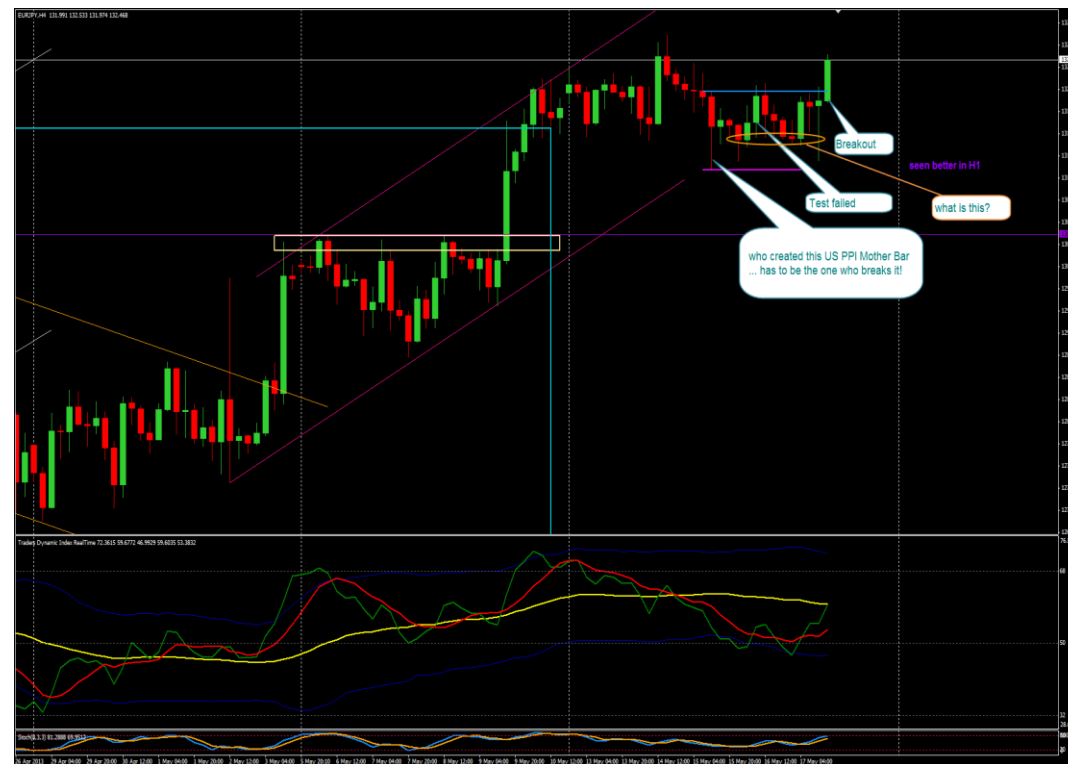 EURJPY,H4 131.991 132.533 131.974 132.468
Breakout
seen better in H1
Test failed
what is this?
who created this US PPI Mother Bar
... has to be the one who breaks it!
Traders Dynamic Index RealTime 72.3615 59.6772 46.9929 59.6035 53.3832
68
50
32
26 Apr 2013 29 Apr 04:00 29 Apr 20:00 30 Apr 12:00 1 May 04:00 1 May 20:00 2 May 12:00 3 May 04:00 5 May 20:00 6 May 12:00 7 May 04:00 7 May 20:00 8 May 12:00 9 May 04:00 9 May 20:00 10 May 12:00 13 May 04:00 13 May 20:00 14 May 12:00 15 May 04:00 15 May 20:00 16 May 12:00 17 May 04:00